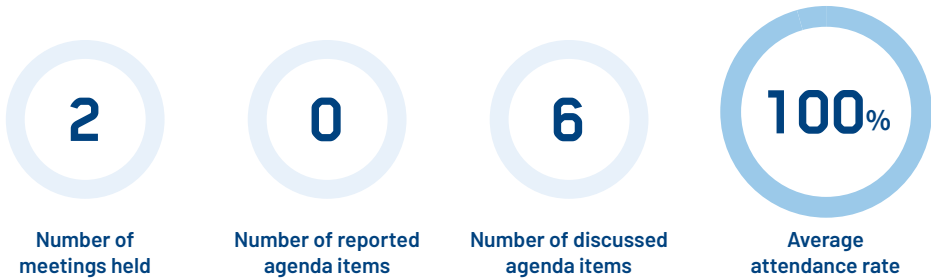 2
Number of
meetings held
0
Number of reported
agenda items
6
Number of discussed
agenda items
100%
Average
attendance rate